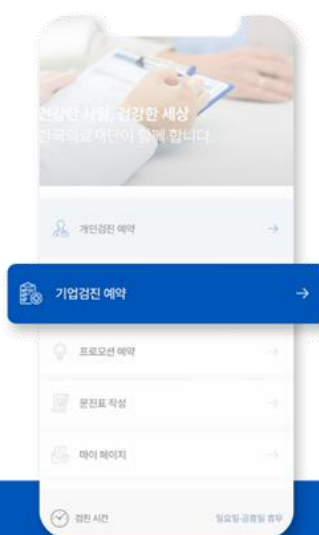 건강한 사람, 건강한 세상
한국의료재단이 함께 합니다.
개인검진 예약
기업검진 예약
프로모션 예약
문진표 작성
마이 페이지
검진 시간
일요일·공휴일 휴무